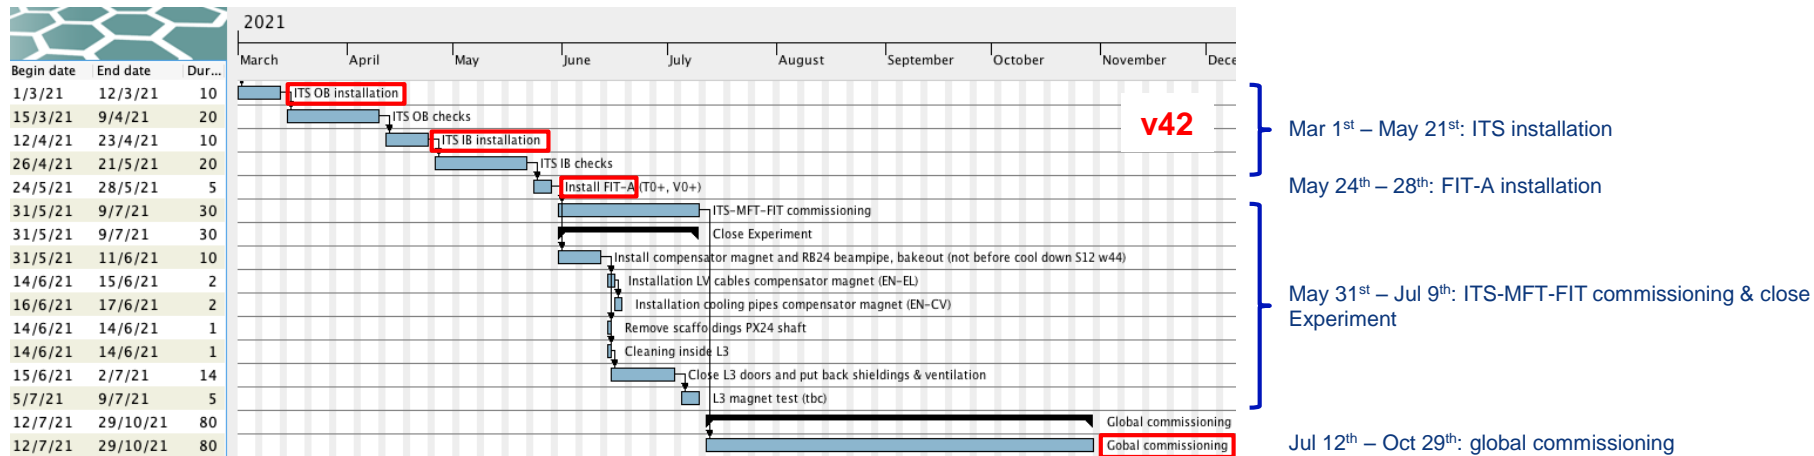 2021
March April May June July August September October November Dece
Begin date End date Dur...
1/3/21 12/3/21 10 ITS OB installation
15/3/21 9/4/21 20 ITS OB checks
v42
Mar 1st – May 21st: ITS installation
12/4/21 23/4/21 10 ITS IB installation
26/4/21 21/5/21 20 ITS IB checks
24/5/21 28/5/21 5 Install FIT-A (T0+, V0+)
May 24th – 28th: FIT-A installation
31/5/21 9/7/21 30 ITS-MFT-FIT commissioning
31/5/21 9/7/21 30 Close Experiment
31/5/21 11/6/21 10 Install compensator magnet and RB24 beampipe, bakeout (not before cool down S12 w44)
14/6/21 15/6/21 2 Installation LV cables compensator magnet (EN-EL)
16/6/21 17/6/21 2 Installation cooling pipes compensator magnet (EN-CV)
May 31st – Jul 9th: ITS-MFT-FIT commissioning & close
Experiment
14/6/21 14/6/21 1 Remove scaffoldings PX24 shaft
14/6/21 14/6/21 1 Cleaning inside L3
15/6/21 2/7/21 14 Close L3 doors and put back shieldings & ventilation
5/7/21 9/7/21 5 L3 magnet test (tbc)
12/7/21 29/10/21 80 Global commissioning
12/7/21 29/10/21 80 Gobal commissioning
Jul 12th – Oct 29th: global commissioning